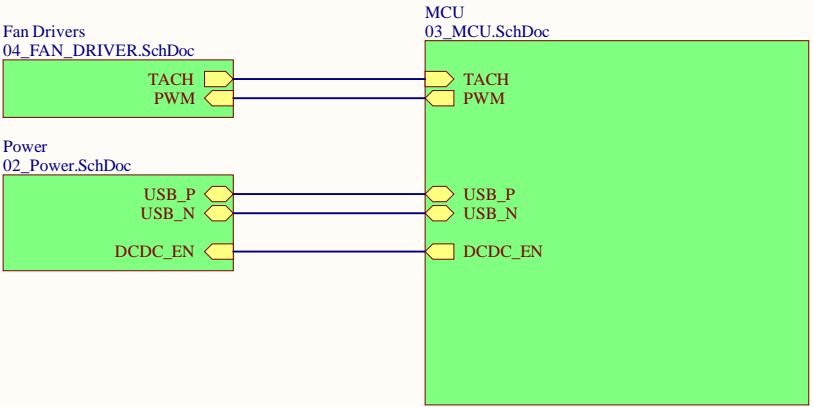 Fan Drivers
04_FAN_DRIVER.SchDoc
TACH
PWM
Power
02_Power.SchDoc
USB_P
USB_N
DCDC_EN
MCU
03_MCU.SchDoc
TACH
PWM
USB_P
USB_N
DCDC_EN